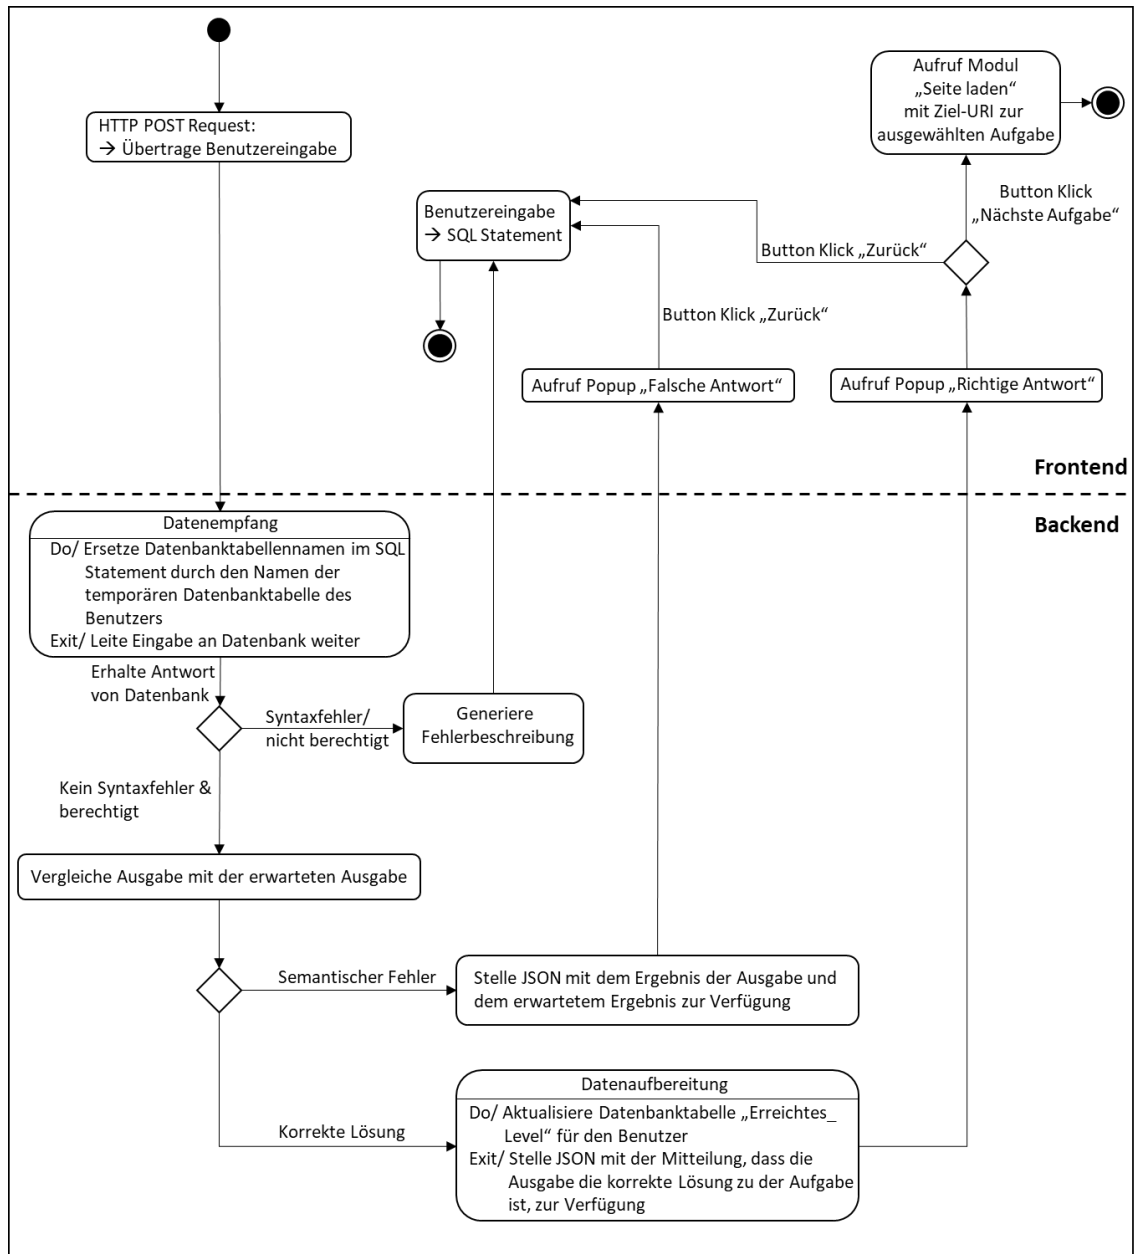 HTTP POST Request:
→ Übertrage Benutzereingabe
Aufruf Modul
„Seite laden“
mit Ziel-URI zur
ausgewählten Aufgabe
Button Klick
„Nächste Aufgabe“
Benutzereingabe
→ SQL Statement
Button Klick „Zurück“
Button Klick „Zurück“
Aufruf Popup „Falsche Antwort“
Aufruf Popup „Richtige Antwort“
Frontend
Backend
Datenempfang
Do/ Ersetze Datenbanktabellennamen im SQL
Statement durch den Namen der
temporären Datenbanktabelle des
Benutzers
Exit/ Leite Eingabe an Datenbank weiter
Erhalte Antwort
von Datenbank
Syntaxfehler/
nicht berechtigt
Generiere
Fehlerbeschreibung
Kein Syntaxfehler &
berechtigt
Vergleiche Ausgabe mit der erwarteten Ausgabe
Semantischer Fehler
Stelle JSON mit dem Ergebnis der Ausgabe und
dem erwartetem Ergebnis zur Verfügung
Korrekte Lösung
Datenaufbereitung
Do/ Aktualisiere Datenbanktabelle „Erreichtes_
Level“ für den Benutzer
Exit/ Stelle JSON mit der Mitteilung, dass die
Ausgabe die korrekte Lösung zu der Aufgabe
ist, zur Verfügung